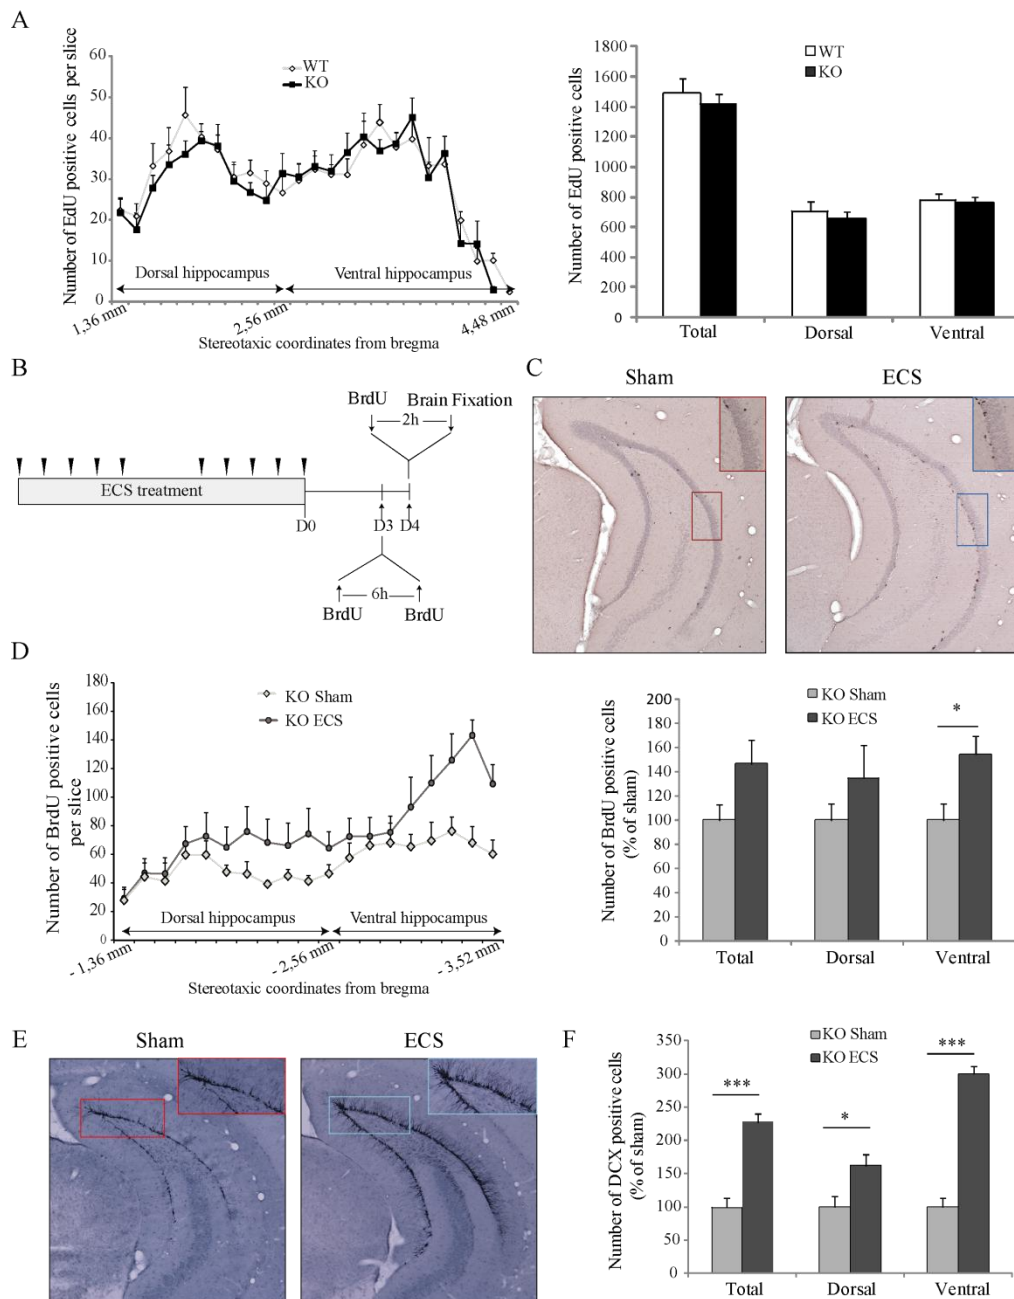 A
Number of EdU positive cells per slice
60
50
40
30
20
10
0
WT
KO
Dorsal hippocampus
Ventral hippocampus
1,36 mm
2,56 mm
4,48 mm
Stereotaxic coordinates from bregma
Number of EdU positive cells
1800
1600
1400
1200
1000
800
600
400
200
0
WT
KO
Total
Dorsal
Ventral
B
BrdU
Brain Fixation
2h
ECS treatment
D0
D3
D4
6h
BrdU
BrdU
C
Sham
ECS
D
Number of BrdU positive cells
per slice
180
160
140
120
100
80
60
40
20
0
KO Sham
KO ECS
Dorsal hippocampus
Ventral hippocampus
- 1,36 mm
- 2,56 mm
- 3,52 mm
Stereotaxic coordinates from bregma
Number of BrdU positive cells
(% of sham)
200
180
160
140
120
100
80
60
40
20
0
KO Sham
KO ECS
*
Total
Dorsal
Ventral
E
Sham
ECS
F
Number of DCX positive cells
(% of sham)
350
300
250
200
150
100
50
0
KO Sham
KO ECS
***
*
***
Total
Dorsal
Ventral